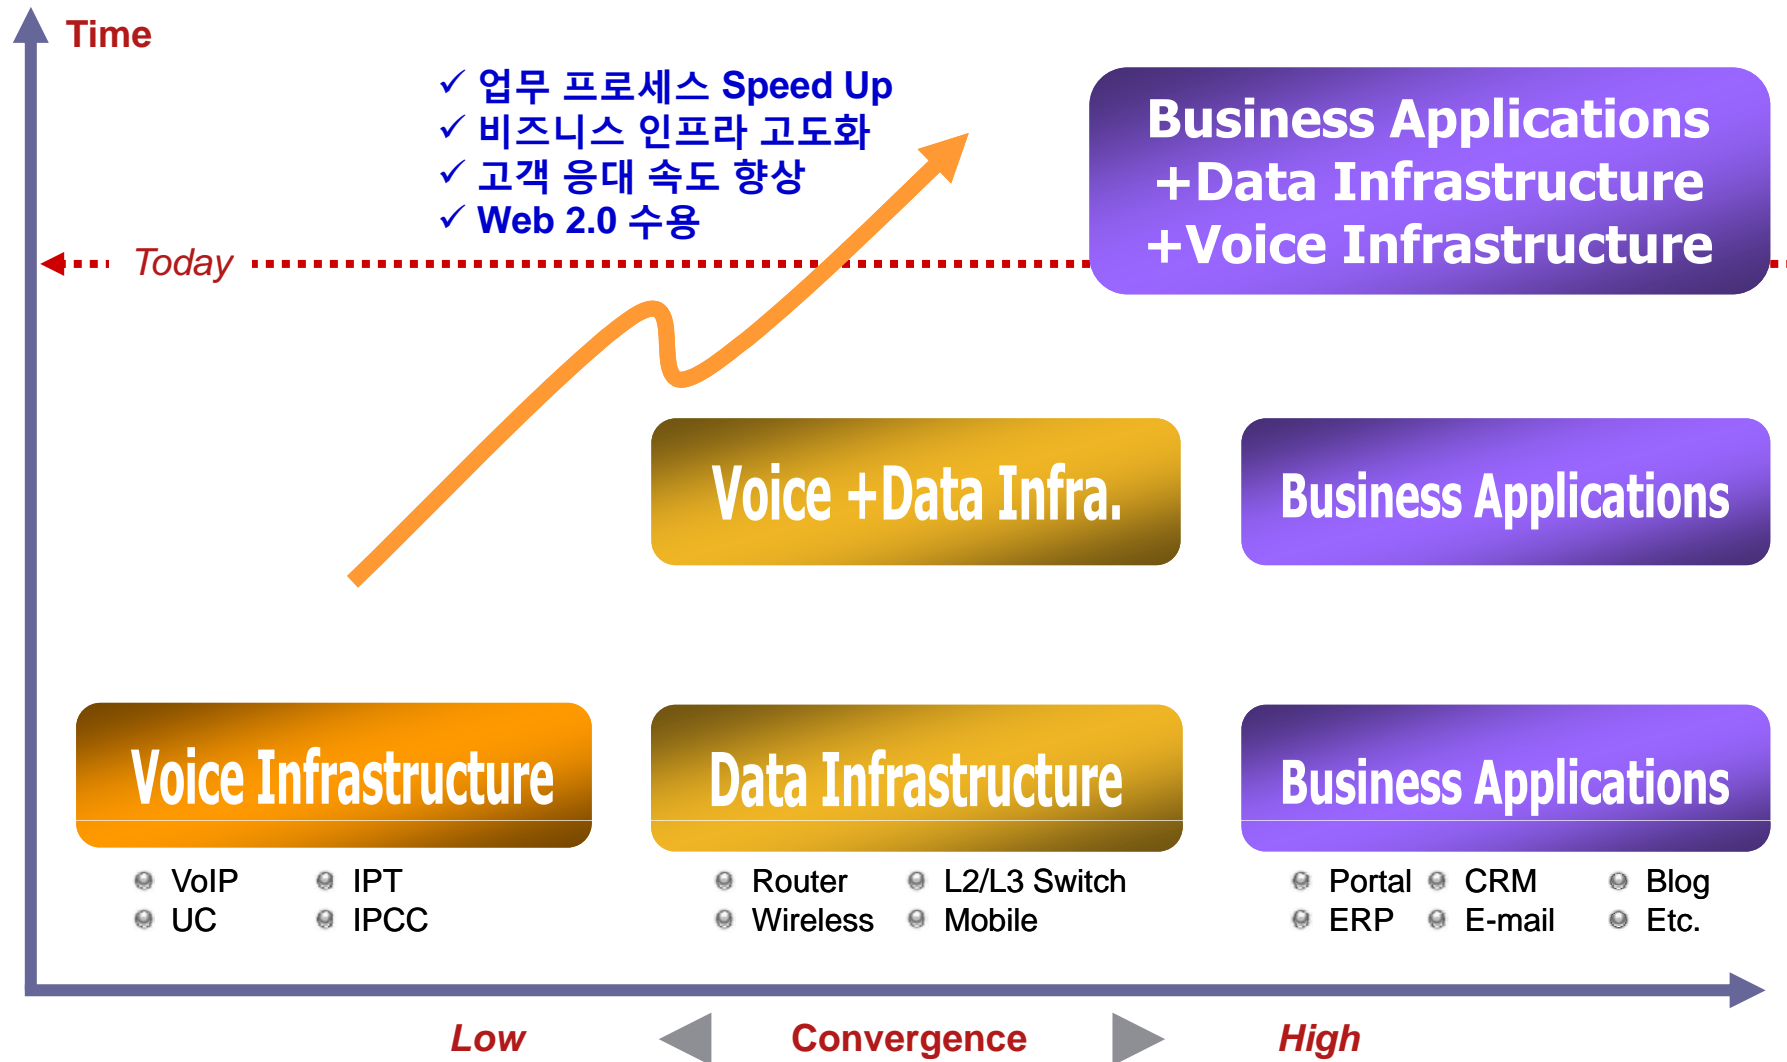 Time
업무 프로세스 Speed Up
비즈니스 인프라 고도화
고객 응대 속도 향상
Web 2.0 수용
Business Applications
+Data Infrastructure
+Voice Infrastructure
Today
Voice +Data Infra.
Business Applications
Voice Infrastructure
Data Infrastructure
Business Applications
VoIP
IPT
UC
IPCC
Router
L2/L3 Switch
Wireless
Mobile
Portal
CRM
Blog
ERP
E-mail
Etc.
Low
Convergence
High